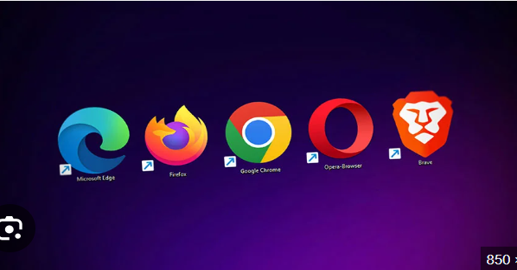 Microsoft Edge
Firefox
Google Chrome
Opera-Browser
Brave
850 ×